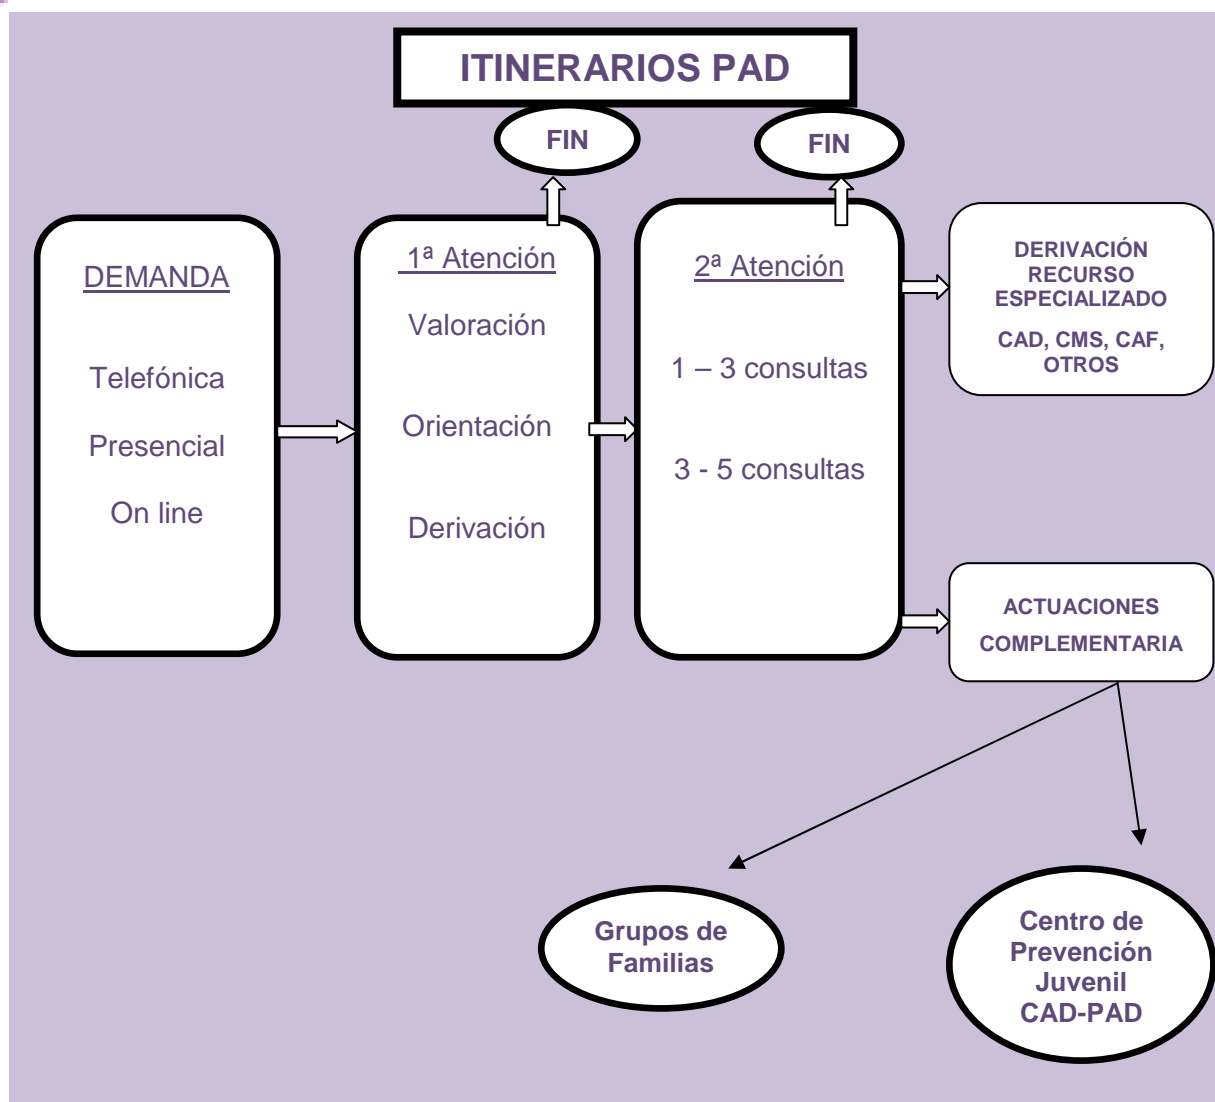 ITINERARIOS PAD
FIN
FIN
DEMANDA
Telefónica
Presencial
On line
1ª Atención
Valoración
Orientación
Derivación
2ª Atención
1 – 3 consultas
3 - 5 consultas
DERIVACIÓN
RECURSO
ESPECIALIZADO
CAD, CMS, CAF,
OTROS
ACTUACIONES
COMPLEMENTARIA
Grupos de
Familias
Centro de
Prevención
Juvenil
CAD-PAD